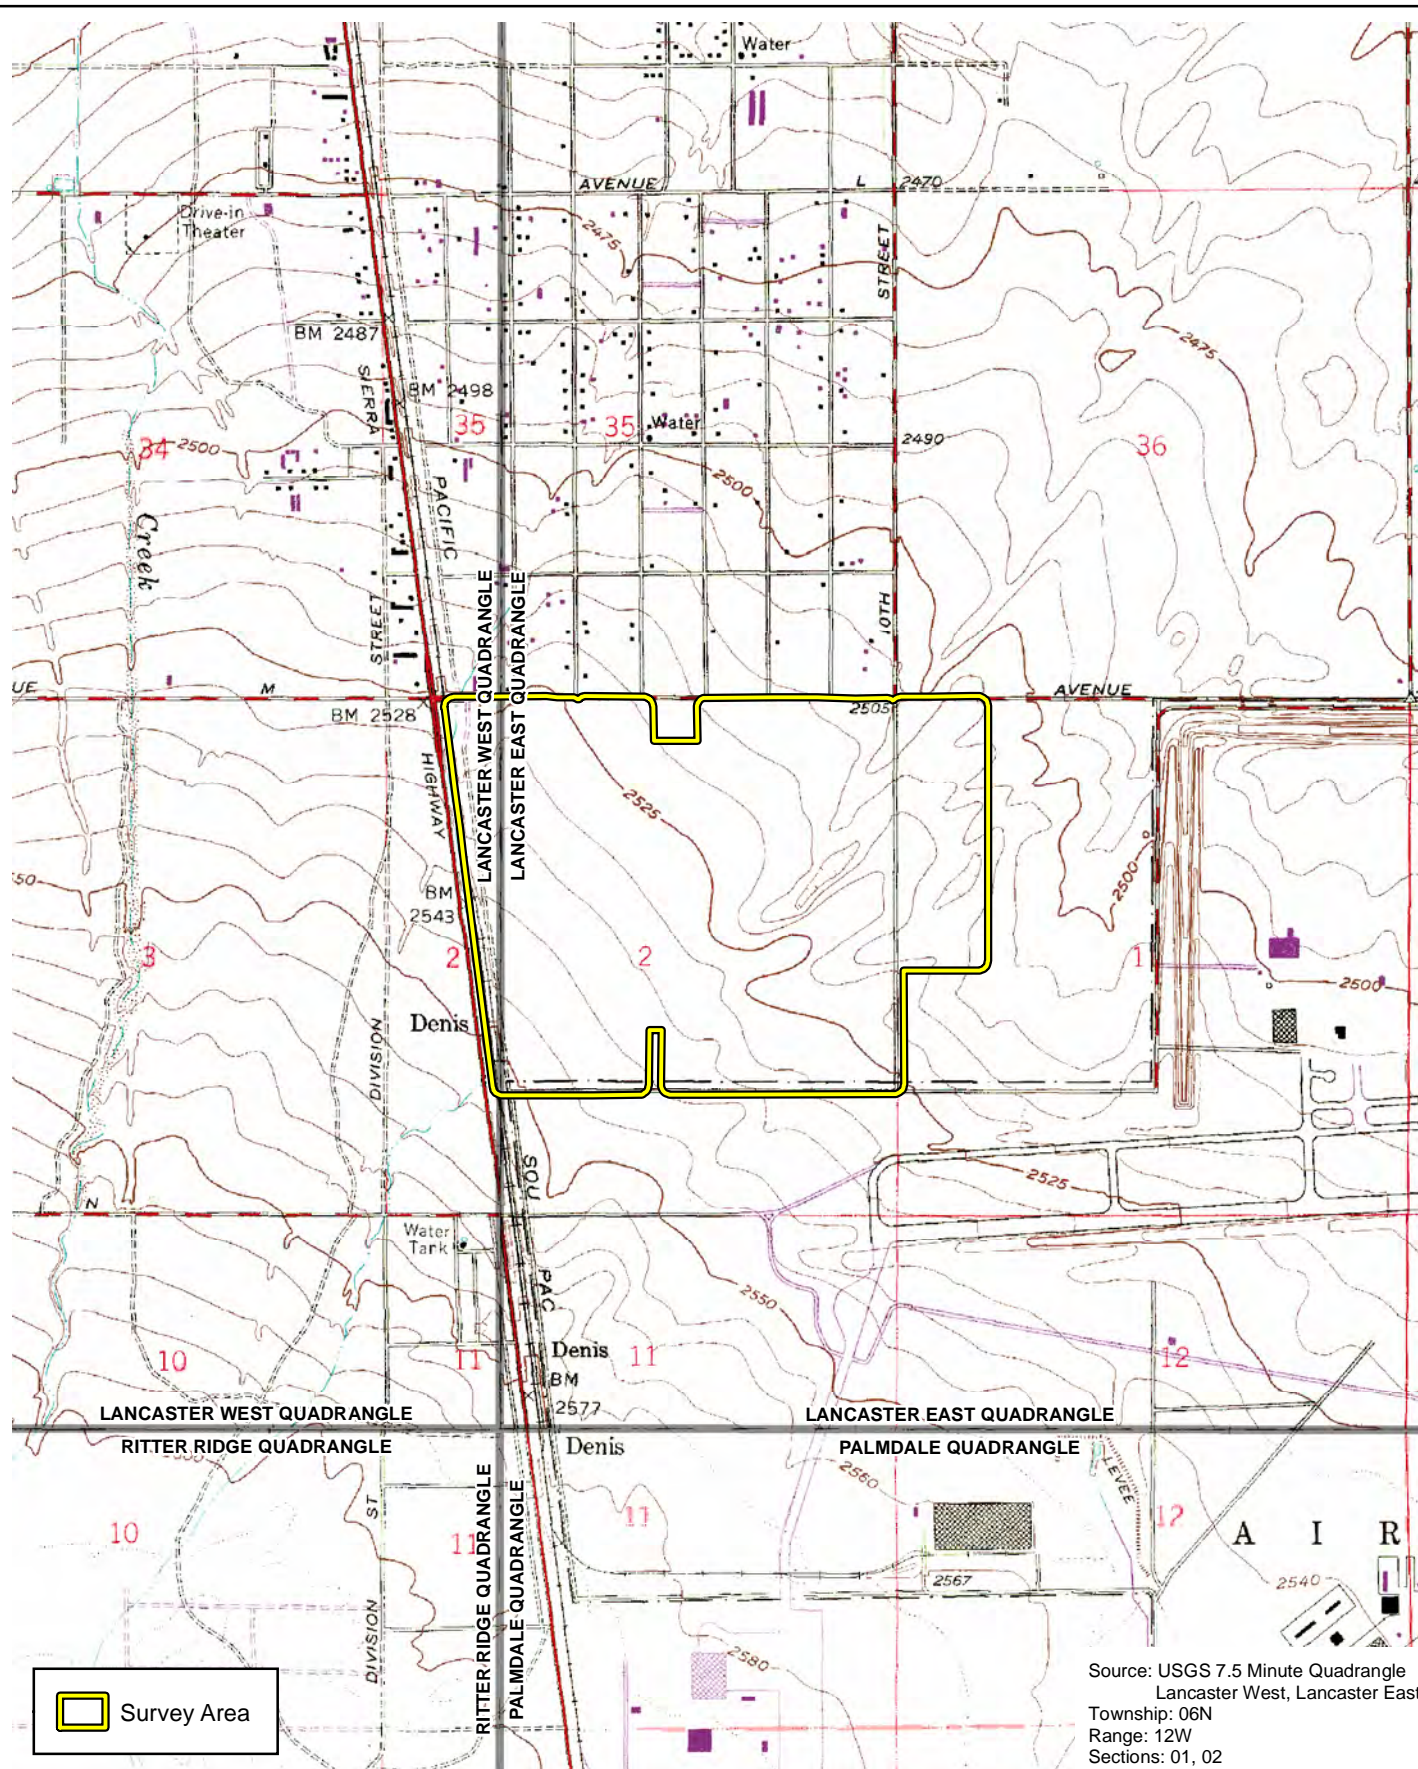 Water
AVENUE L 2470
Drive-in
Theater
2475
STREET
BM 2487
2475
SIERRA
BM 2498
34
2500
35
35
Water
2490
36
2500
PACIFIC
Creek
LANCASTER WEST QUADRANGLE
LANCASTER EAST QUADRANGLE
10TH
STREET
UE
M
AVENUE
BM 2528
2505
HIGHWAY
2525
50
BM
2543
2500
3
2
2
1
2500
Denis
DIVISION
SOU
2525
N
Water
Tank
PAC
2550
Denis
10
11
11
12
BM
2577
LANCASTER WEST QUADRANGLE
LANCASTER EAST QUADRANGLE
RITTER RIDGE QUADRANGLE
Denis
PALMDALE QUADRANGLE
2560
LEVEE
ST
10
11
11
12
A I R
RITTER RIDGE QUADRANGLE
PALMDALE QUADRANGLE
2567
2540
DIVISION
2580
Survey Area
Source: USGS 7.5 Minute Quadrangle
Lancaster West, Lancaster East
Township: 06N
Range: 12W
Sections: 01, 02